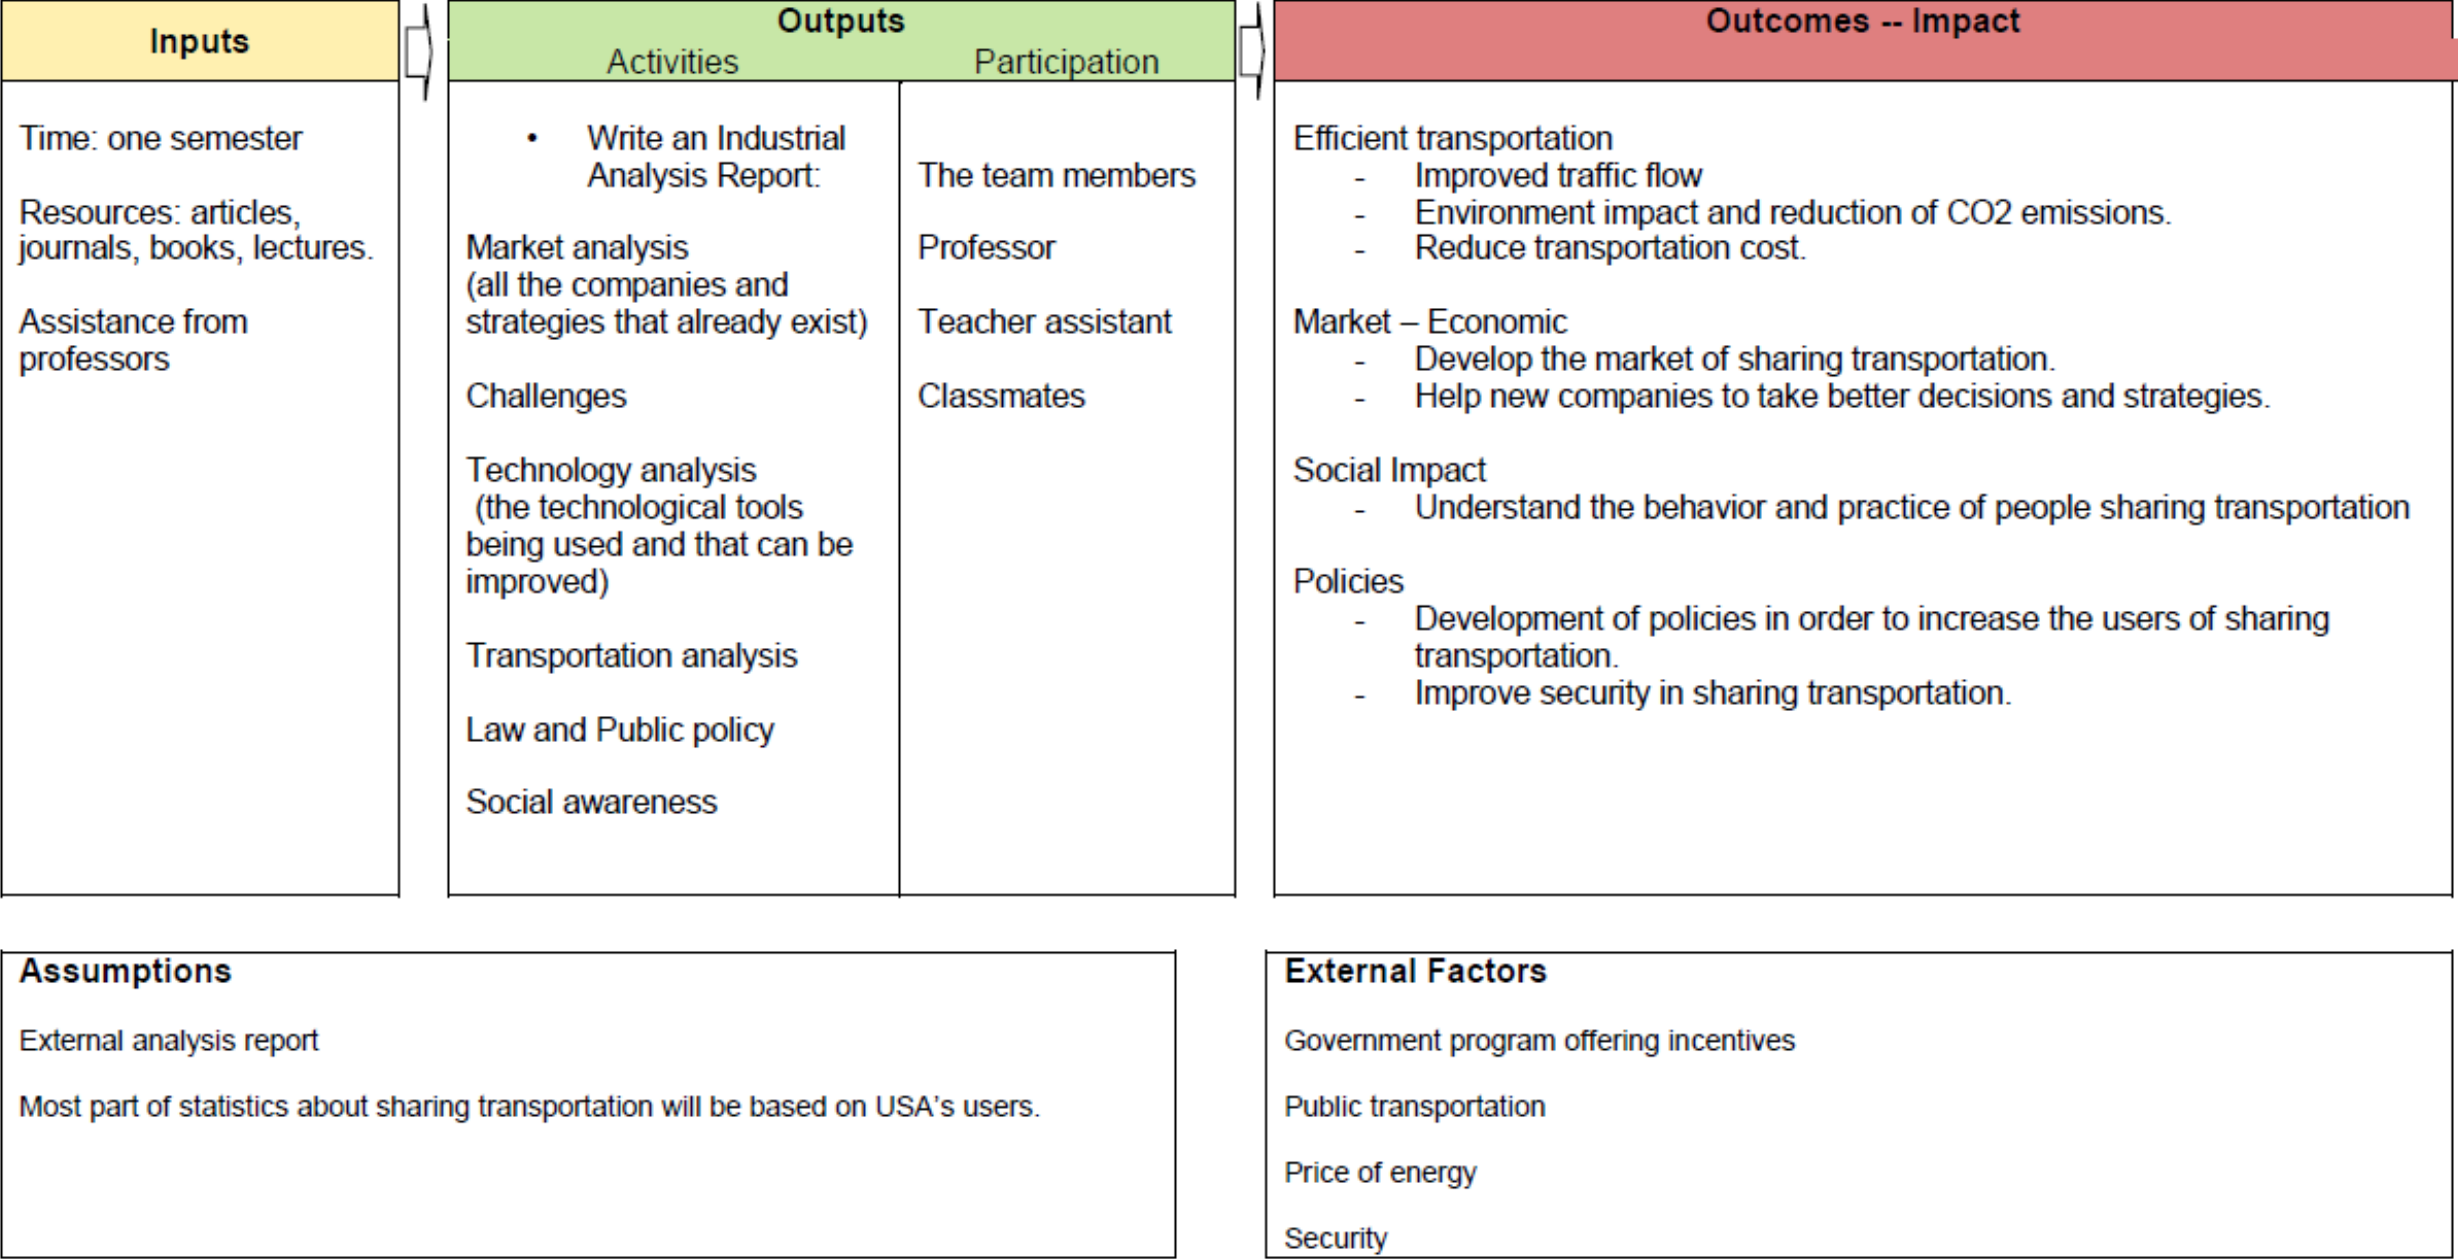 Inputs
Time: one semester
Resources: articles,
journals, books, lectures.
Assistance from
professors
Outputs
Activities
Participation
• Write an Industrial
Analysis Report:
Market analysis
(all the companies and
strategies that already exist)
Challenges
Technology analysis
(the technological tools
being used and that can be
improved)
Transportation analysis
Law and Public policy
Social awareness
The team members
Professor
Teacher assistant
Classmates
Outcomes -- Impact
Efficient transportation
- Improved traffic flow
- Environment impact and reduction of CO2 emissions.
- Reduce transportation cost.
Market – Economic
- Develop the market of sharing transportation.
- Help new companies to take better decisions and strategies.
Social Impact
- Understand the behavior and practice of people sharing transportation
Policies
- Development of policies in order to increase the users of sharing
transportation.
- Improve security in sharing transportation.
Assumptions
External analysis report
Most part of statistics about sharing transportation will be based on USA’s users.
External Factors
Government program offering incentives
Public transportation
Price of energy
Security